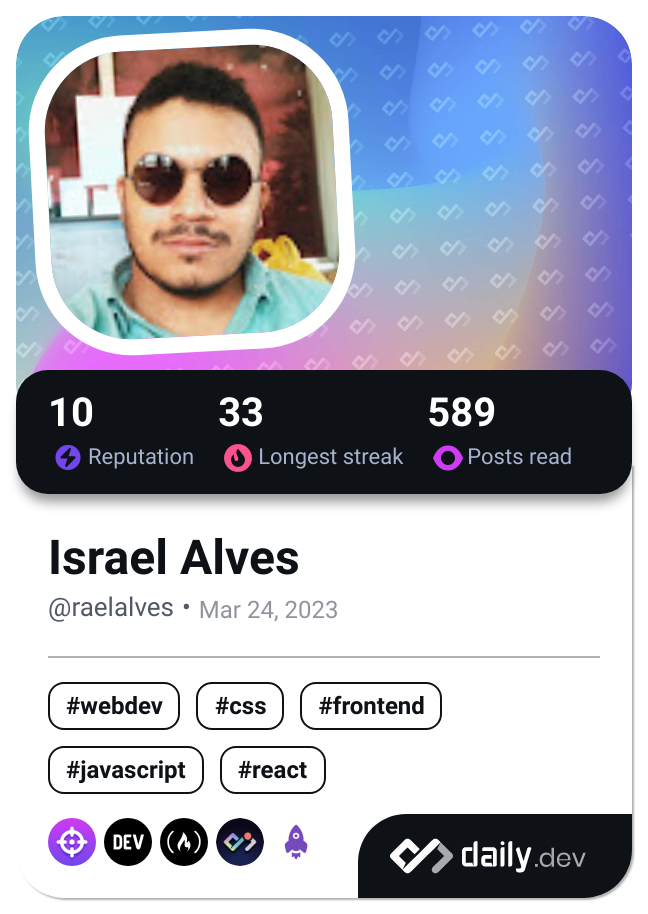 10 33 589
Reputation Longest streak Posts read
Israel Alves
@raelalves • Mar 24, 2023
#webdev #css #frontend
#javascript #react
DEV
daily.dev